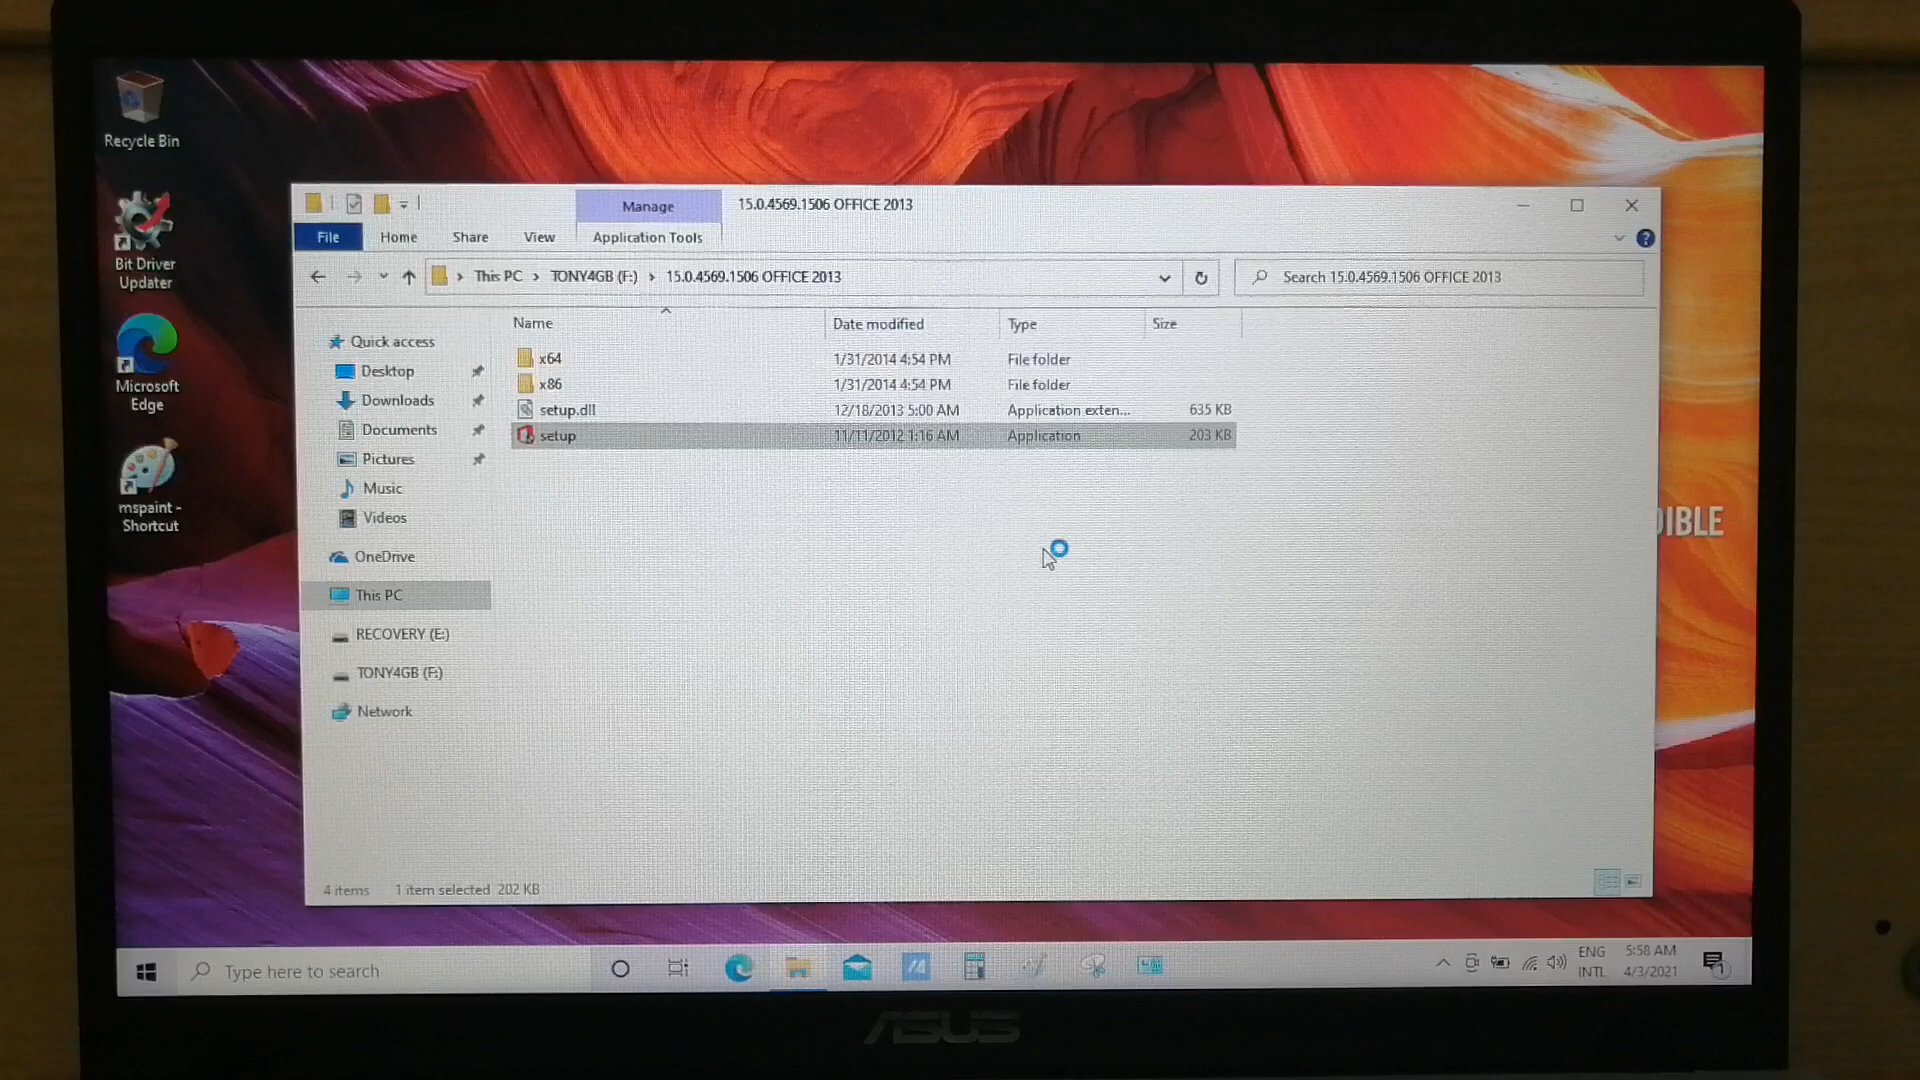 Recycle Bin
Bit Driver
Updater
Microsoft
Edge
mspaint -
Shortcut
Manage
15.0.4569.1506 OFFICE 2013
File
Home
Share
View
Application Tools
This PC
TONY4GB (F:)
15.0.4569.1506 OFFICE 2013
Search 15.0.4569.1506 OFFICE 2013
Name
Date modified
Type
Size
x64
1/31/2014 4:54 PM
File folder
x86
1/31/2014 4:54 PM
File folder
setup.dll
12/18/2013 5:00 AM
Application exten...
635 KB
setup
11/11/2012 1:16 AM
Application
203 KB
Quick access
Desktop
Downloads
Documents
Pictures
Music
Videos
OneDrive
This PC
RECOVERY (E:)
TONY4GB (F:)
Network
DIBLE
4 items
1 item selected 202 KB
Type here to search
ENG
INTL
5:58 AM
4/3/2021
1
ASUS